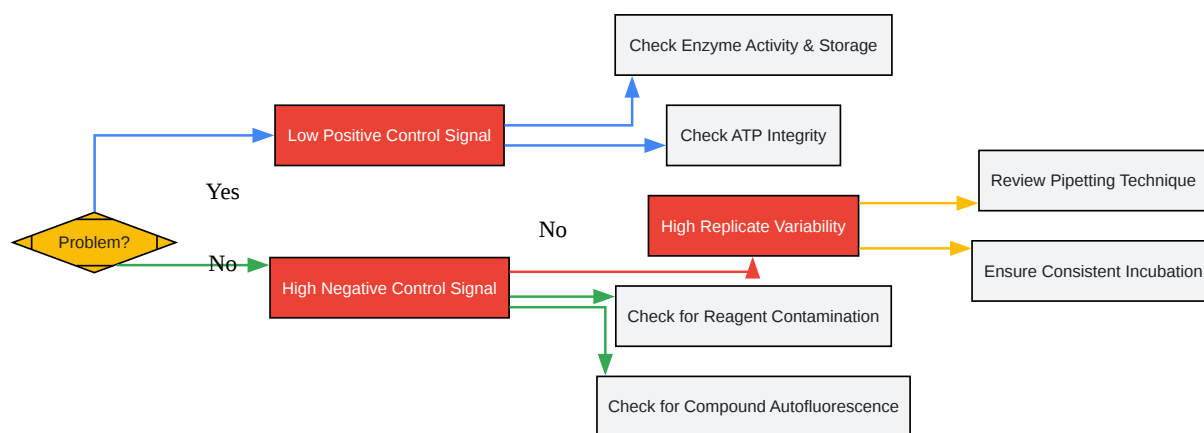 Check Enzyme Activity & Storage
Low Positive Control Signal
Check ATP Integrity
Review Pipetting Technique
Yes
High Replicate Variability
No
Problem?
No
Ensure Consistent Incubation
High Negative Control Signal
Check for Reagent Contamination
Check for Compound Autofluorescence